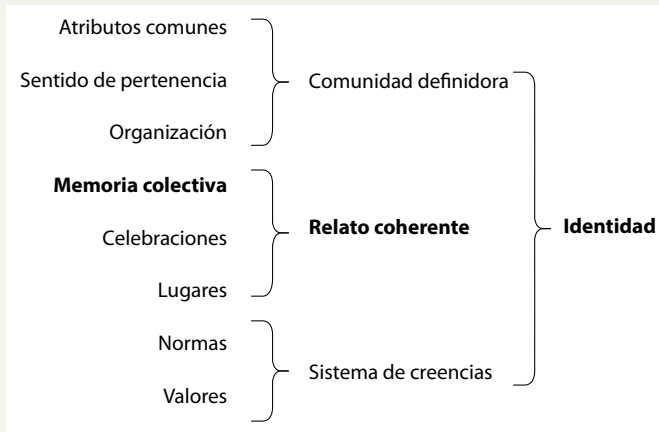 Atributos comunes
Sentido de pertenencia
Organización
Comunidad definidora
Memoria colectiva
Celebraciones
Lugares
Relato coherente
Normas
Valores
Sistema de creencias
Identidad